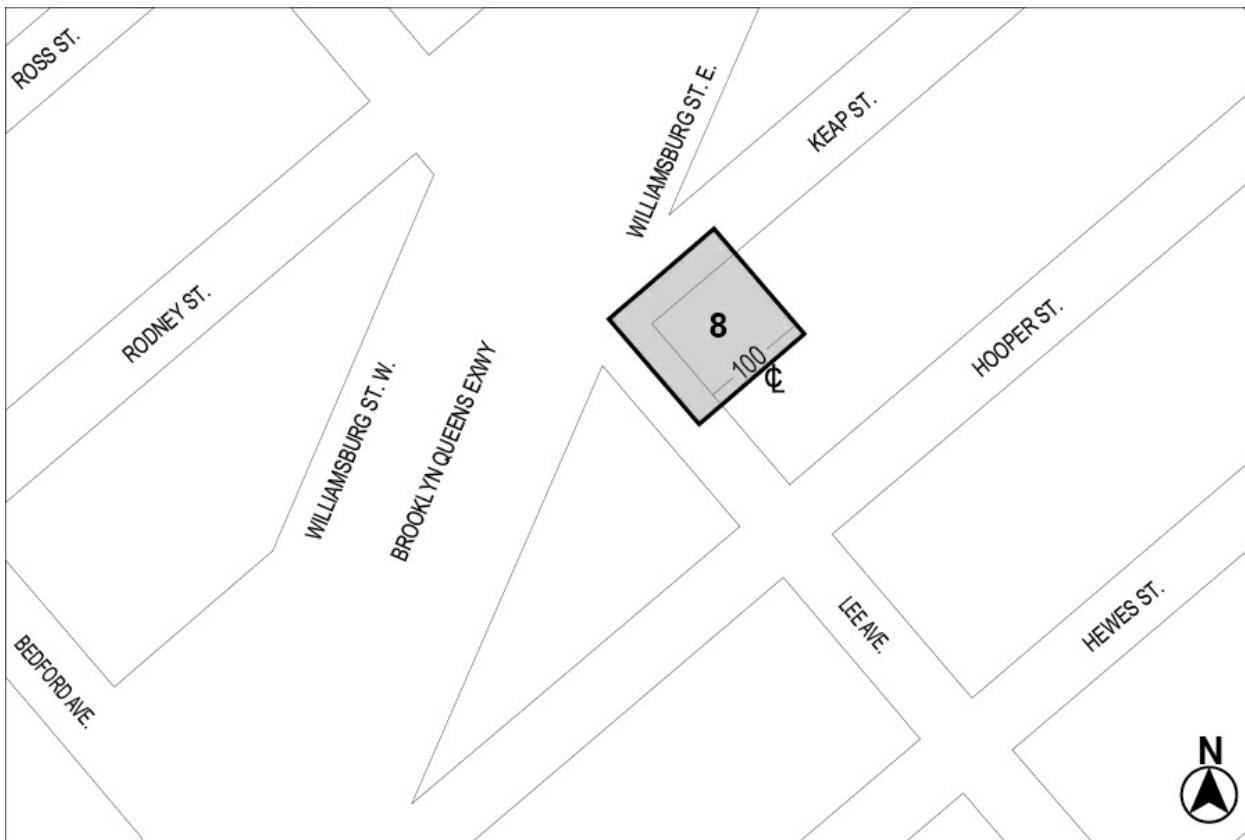 ROSS ST.
WILLIAMSBURG ST. E.
KEAP ST.
RODNEY ST.
8
100
℄
HOOPER ST.
WILLIAMSBURG ST. W.
BROOKLYN QUEENS EXWY
BEDFORD AVE.
LEE AVE.
HEWES ST.
N